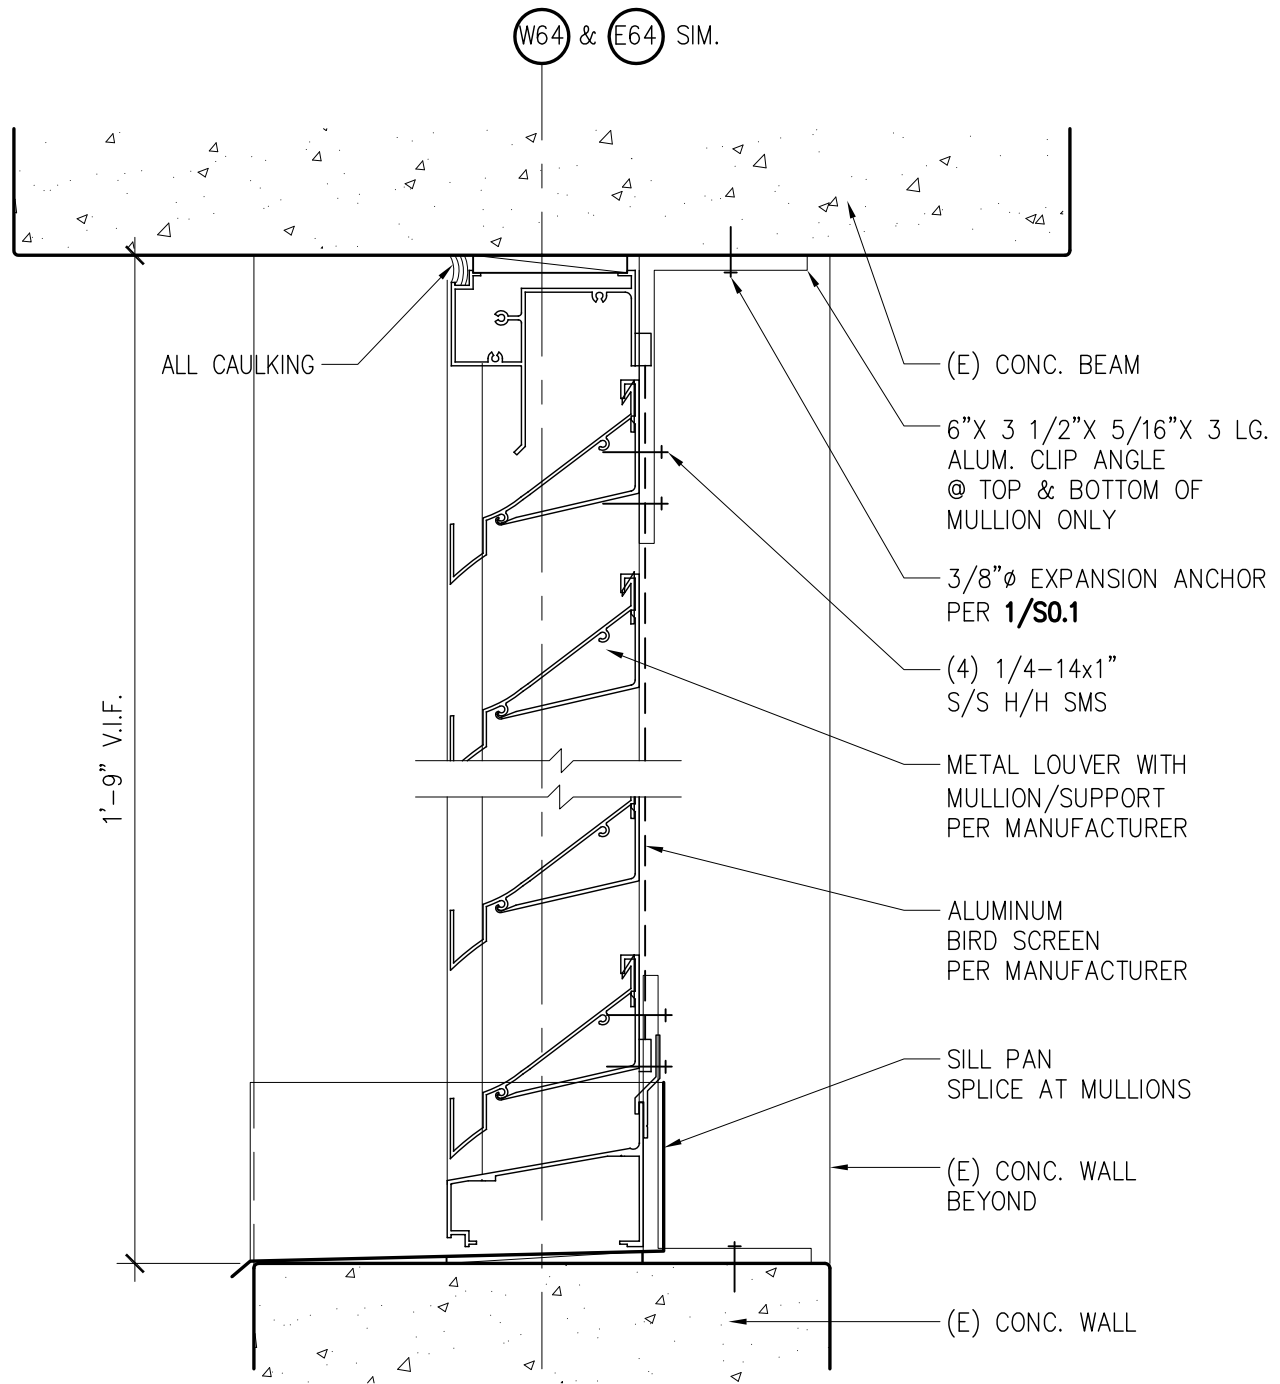 W64 & E64 SIM.
ALL CAULKING
1'-9" V.I.F.
(E) CONC. BEAM
6"X 3 1/2"X 5/16"X 3 LG.
ALUM. CLIP ANGLE
@ TOP & BOTTOM OF
MULLION ONLY
3/8"ø EXPANSION ANCHOR
PER 1/S0.1
(4) 1/4-14x1"
S/S H/H SMS
METAL LOUVER WITH
MULLION/SUPPORT
PER MANUFACTURER
ALUMINUM
BIRD SCREEN
PER MANUFACTURER
SILL PAN
SPLICE AT MULLIONS
(E) CONC. WALL
BEYOND
(E) CONC. WALL